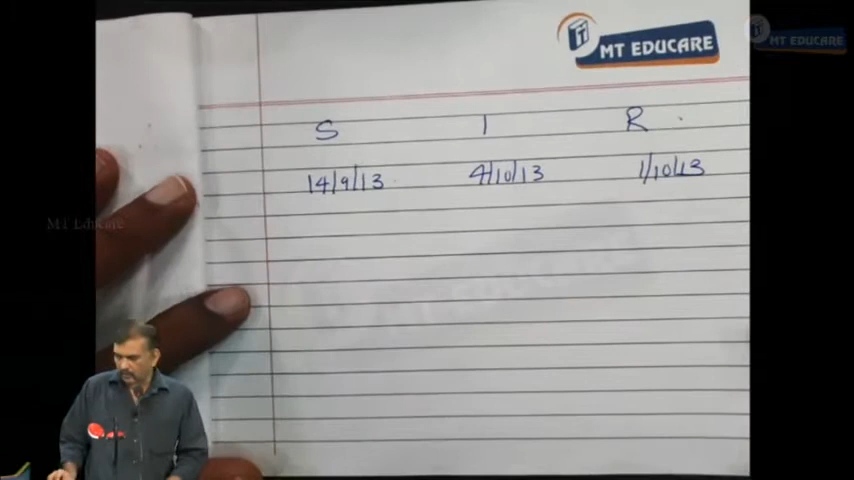 MT EDUCARE
MT EDUCARE
S I R
14/9/13 4/10/13 1/10/13
MT Educare